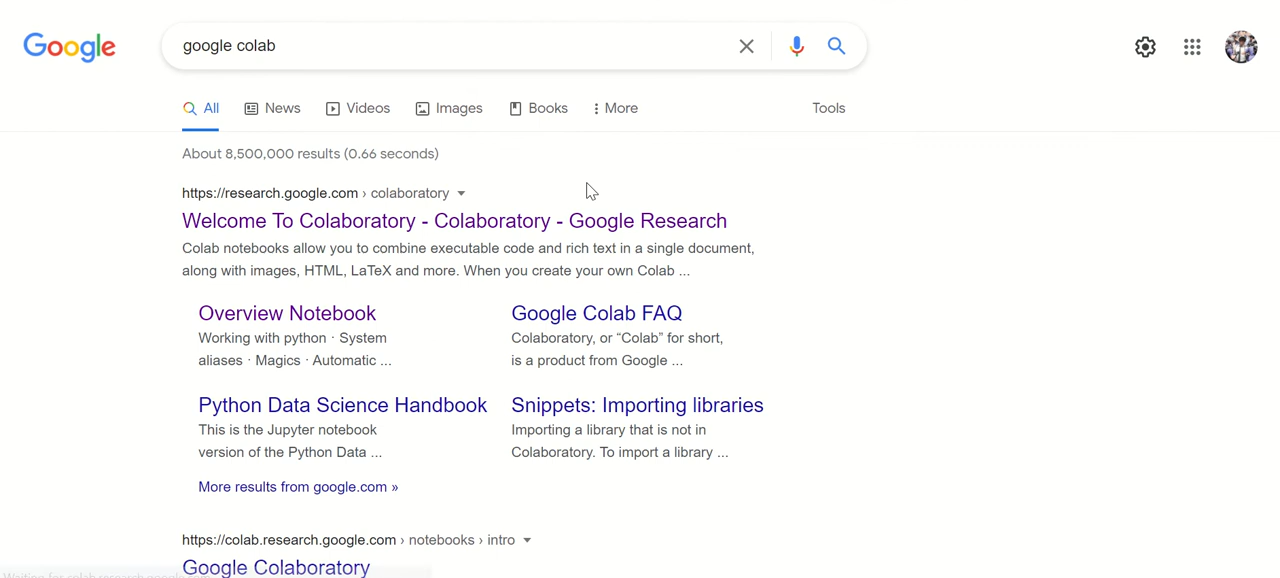 Google
google colab
All
News
Videos
Images
Books
More
Tools
About 8,500,000 results (0.66 seconds)
https://research.google.com › colaboratory
Welcome To Colaboratory - Colaboratory - Google Research
Colab notebooks allow you to combine executable code and rich text in a single document,
along with images, HTML, LaTeX and more. When you create your own Colab ...
Overview Notebook
Working with python · System
aliases · Magics · Automatic ...
Google Colab FAQ
Colaboratory, or “Colab” for short,
is a product from Google ...
Python Data Science Handbook
This is the Jupyter notebook
version of the Python Data ...
Snippets: Importing libraries
Importing a library that is not in
Colaboratory. To import a library ...
More results from google.com »
https://colab.research.google.com › notebooks › intro
Google Colaboratory
Waiting for colab.research.google.com...